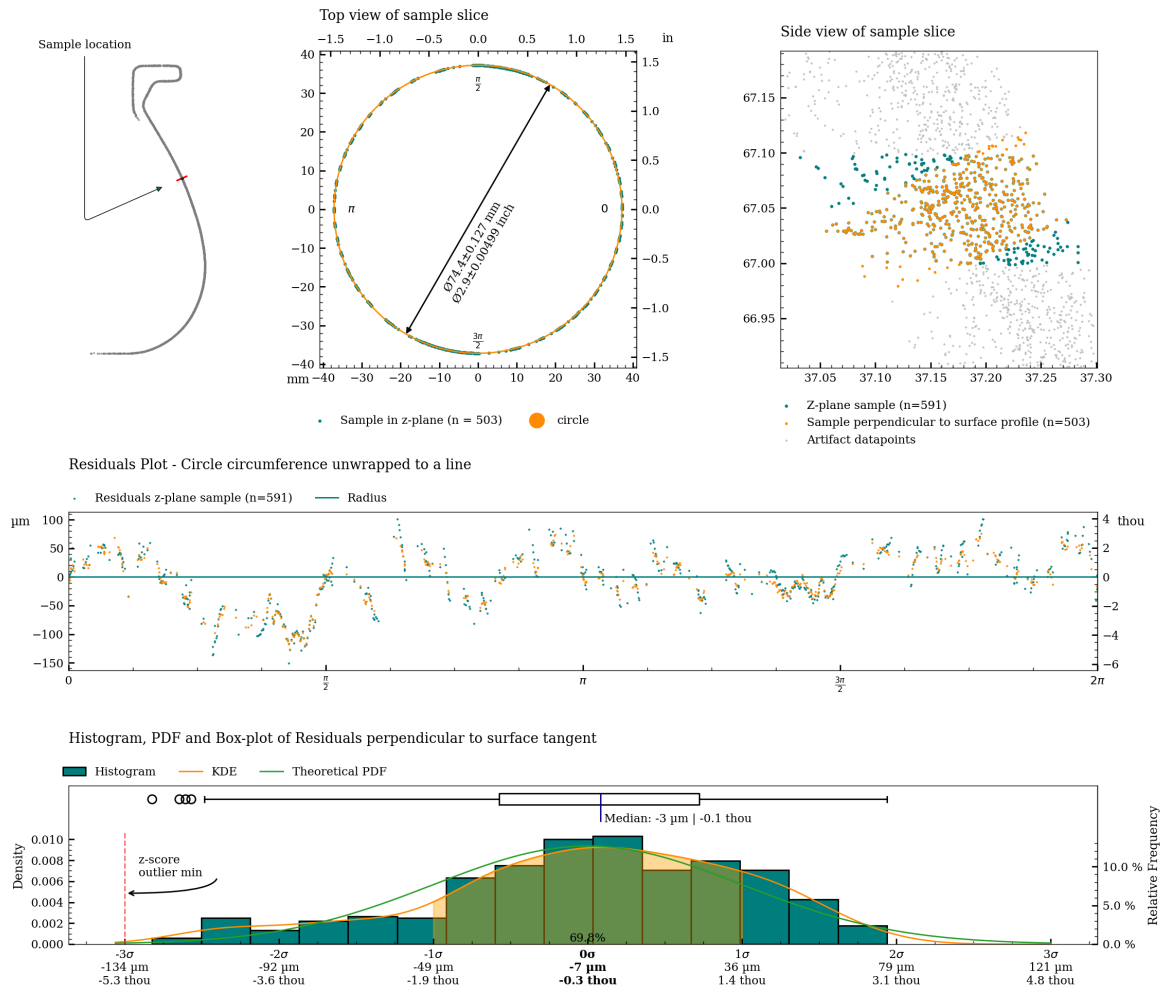 Sample location
Top view of sample slice
−1.5 −1.0 −0.5 0.0 0.5 1.0 1.5 in
40
30
20
10
0
−10
−20
−30
−40
1.5
1.0
0.5
0.0
−0.5
−1.0
−1.5
π/2
π
0
3π/2
Ø74.4±0.127 mm
Ø2.9±0.00499 inch
mm −40 −30 −20 −10 0 10 20 30 40
Sample in z-plane (n = 503) circle
Side view of sample slice
67.15
67.10
67.05
67.00
66.95
37.05 37.10 37.15 37.20 37.25 37.30
Z-plane sample (n=591)
Sample perpendicular to surface profile (n=503)
Artifact datapoints
Residuals Plot - Circle circumference unwrapped to a line
Residuals z-plane sample (n=591) Radius
µm
100
50
0
−50
−100
−150
4 thou
2
0
−2
−4
−6
0 π/2 π 3π/2 2π
Histogram, PDF and Box-plot of Residuals perpendicular to surface tangent
Histogram KDE Theoretical PDF
Median: -3 µm | -0.1 thou
z-score
outlier min
Density
0.010
0.008
0.006
0.004
0.002
0.000
69.8%
Relative Frequency
10.0 %
5.0 %
0.0 %
-3σ -2σ -1σ 0σ 1σ 2σ 3σ
-134 µm -92 µm -49 µm -7 µm 36 µm 79 µm 121 µm
-5.3 thou -3.6 thou -1.9 thou -0.3 thou 1.4 thou 3.1 thou 4.8 thou